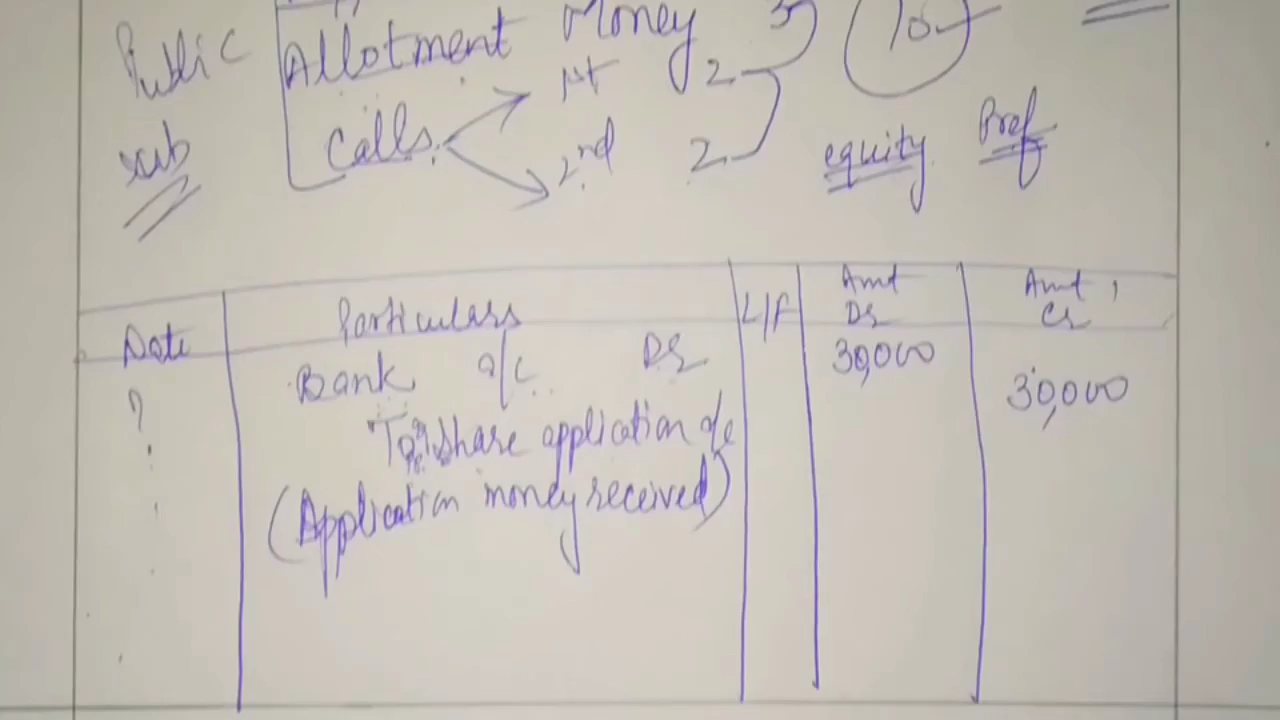 Public Allotment Money 3 10
sub Calls 1st 2
2nd 2 equity Pref
Date Particulars L/F Amt Dr Amt Cr
? Bank a/c Dr 30,000
To share application a/c 30,000
(Application money received)